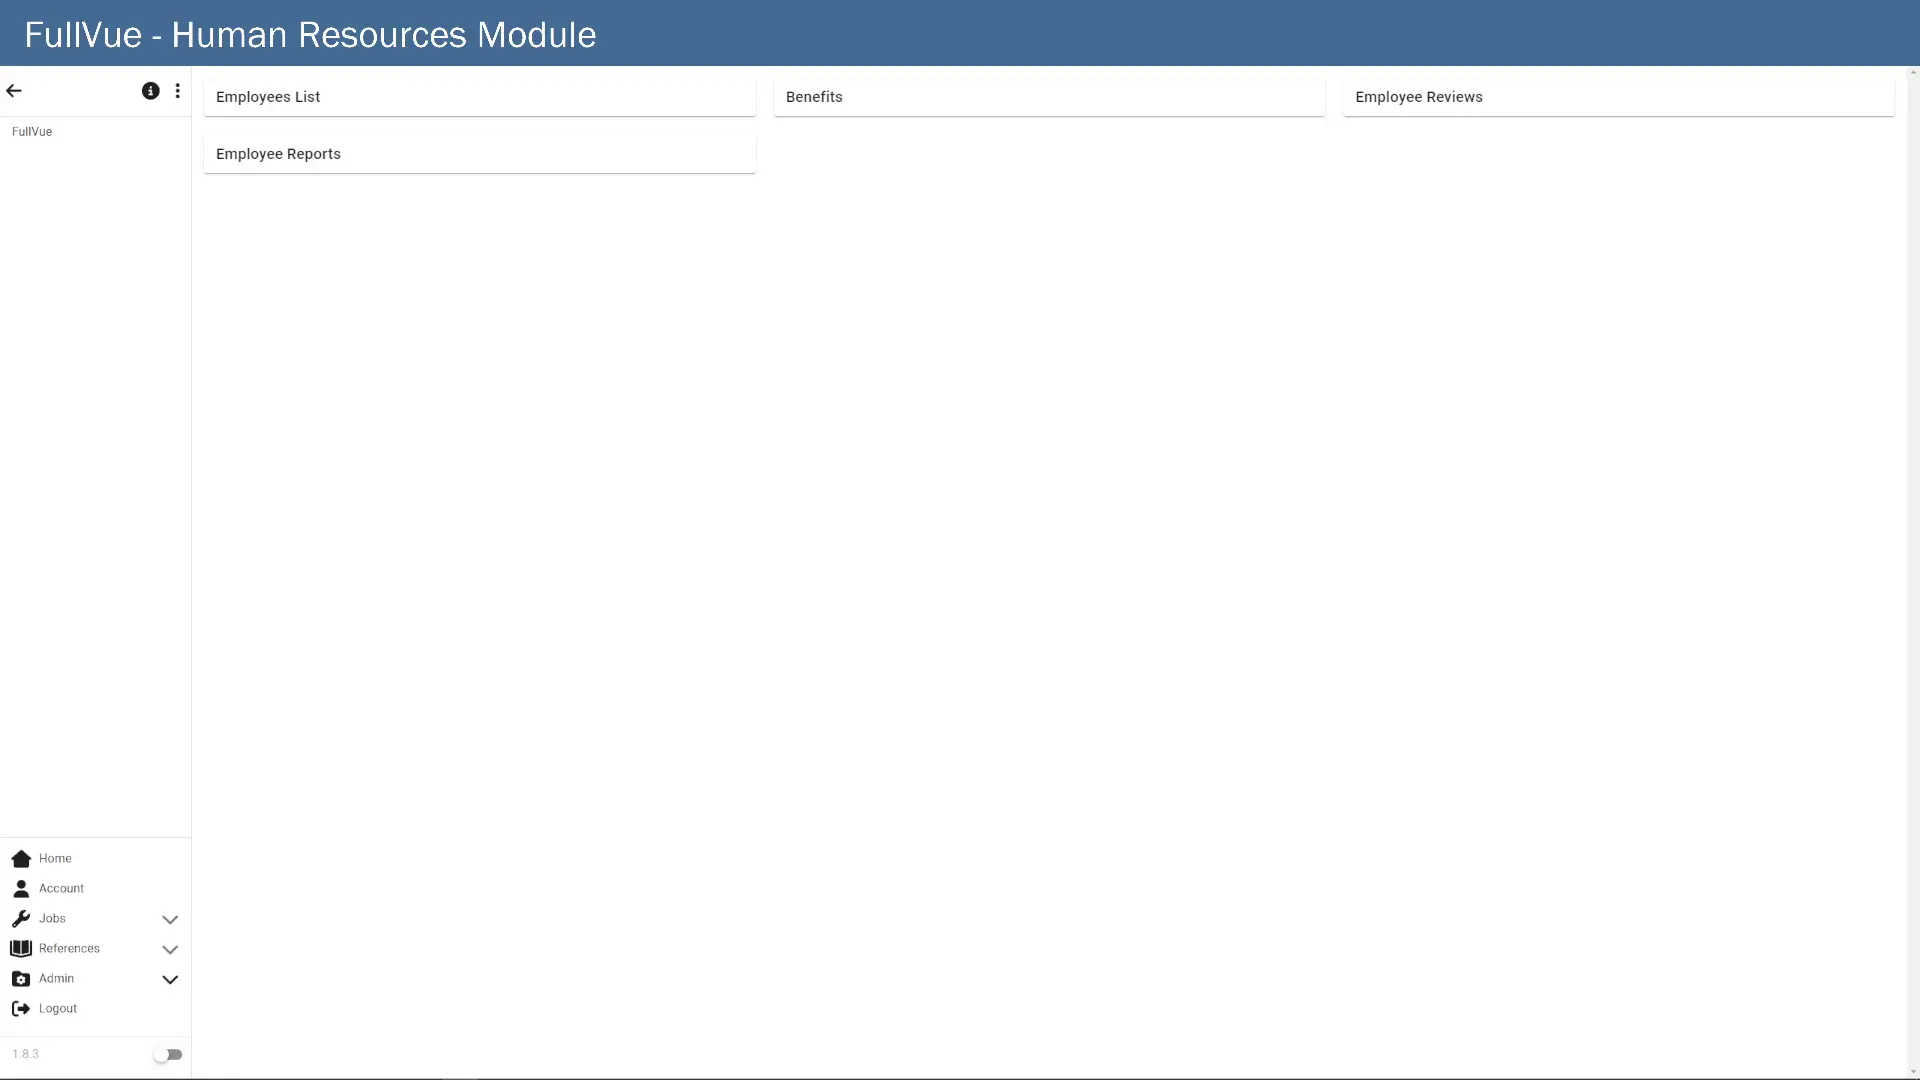 FullVue - Human Resources Module
FullVue
Employees List
Benefits
Employee Reviews
Employee Reports
Home
Account
Jobs
References
Admin
Logout
1.8.3